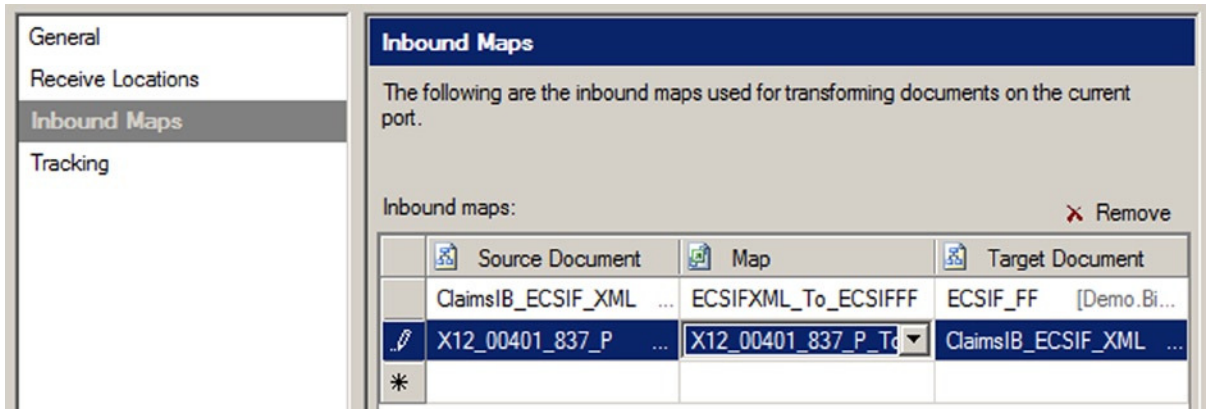 General
Receive Locations
Inbound Maps
Tracking
Inbound Maps
The following are the inbound maps used for transforming documents on the current
port.
Inbound maps:
Remove
Source Document Map Target Document
ClaimsIB_ECSIF_XML ... ECSIFXML_To_ECSIFFF ECSIF_FF [Demo.Bi...
X12_00401_837_P ... X12_00401_837_P_To ClaimsIB_ECSIF_XML ...